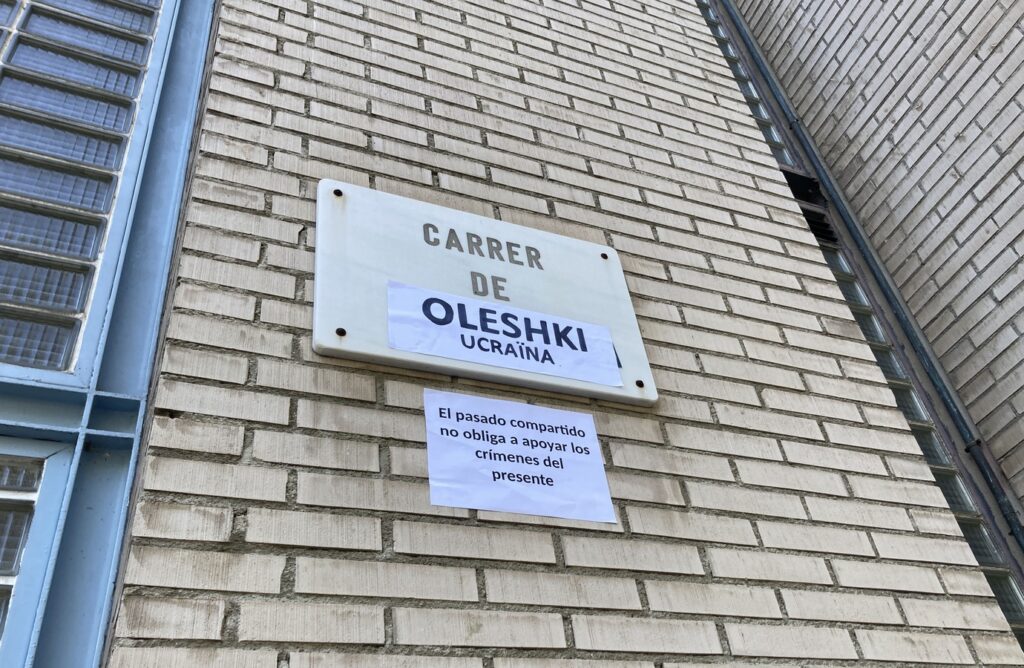 CARRER
DE
OLESHKI
UCRAÏNA
El pasado compartido
no obliga a apoyar los
crímenes del
presente